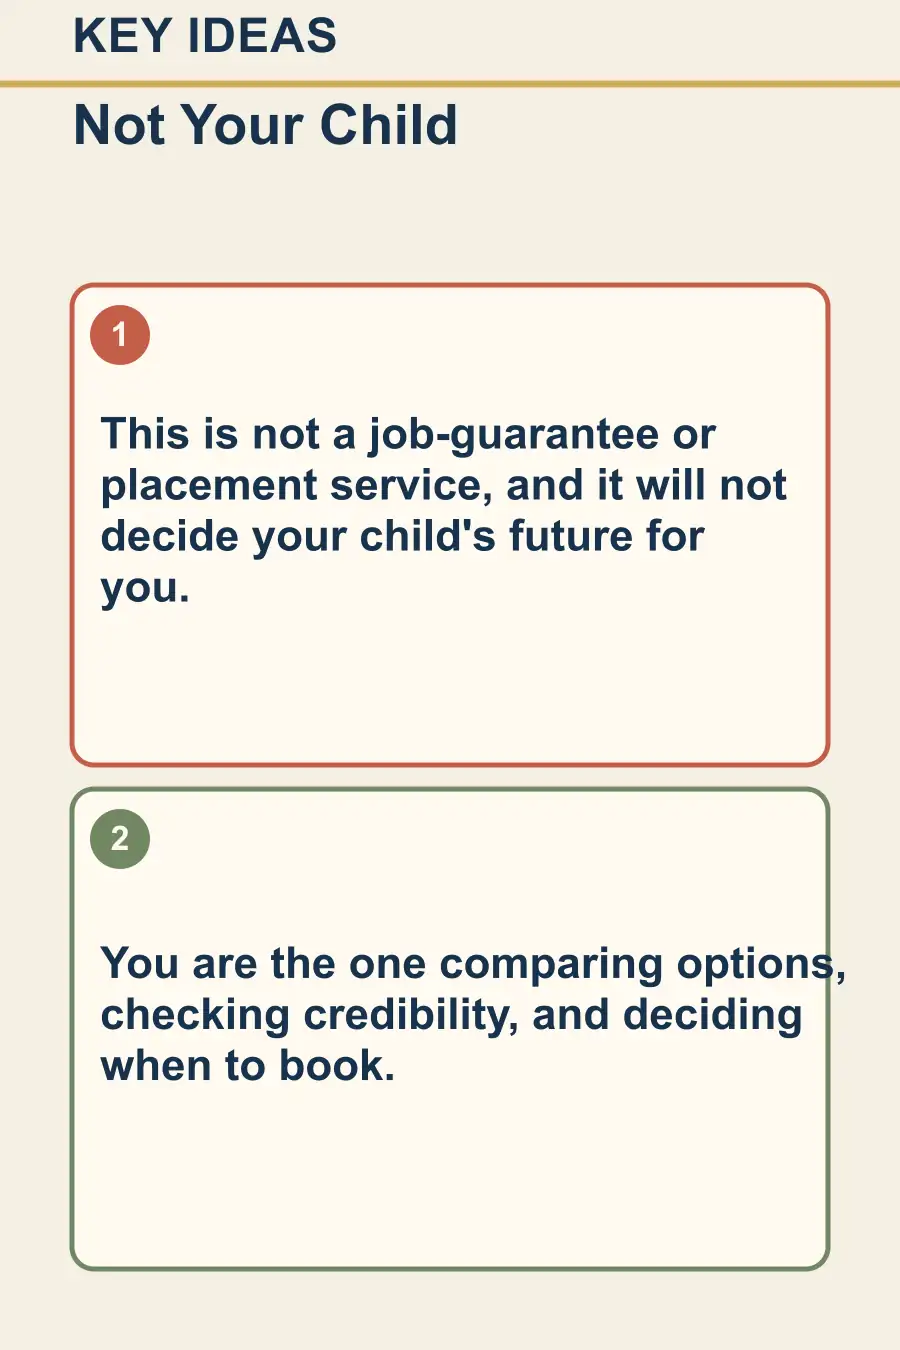 KEY IDEAS
Not Your Child
1
This is not a job-guarantee or
placement service, and it will not
decide your child's future for
you.
2
You are the one comparing options,
checking credibility, and deciding
when to book.